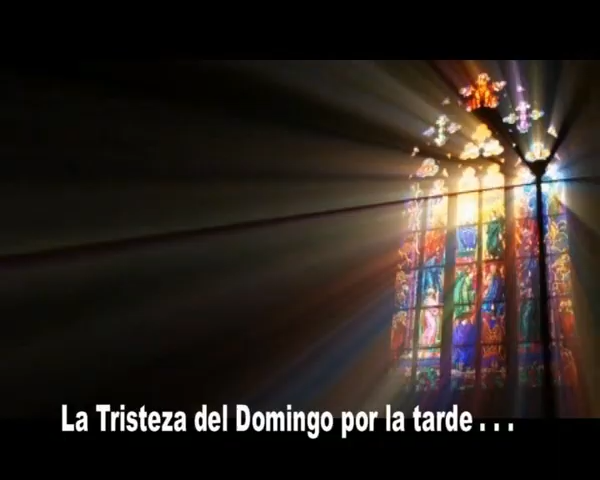 La Tristeza del Domingo por la tarde . . .